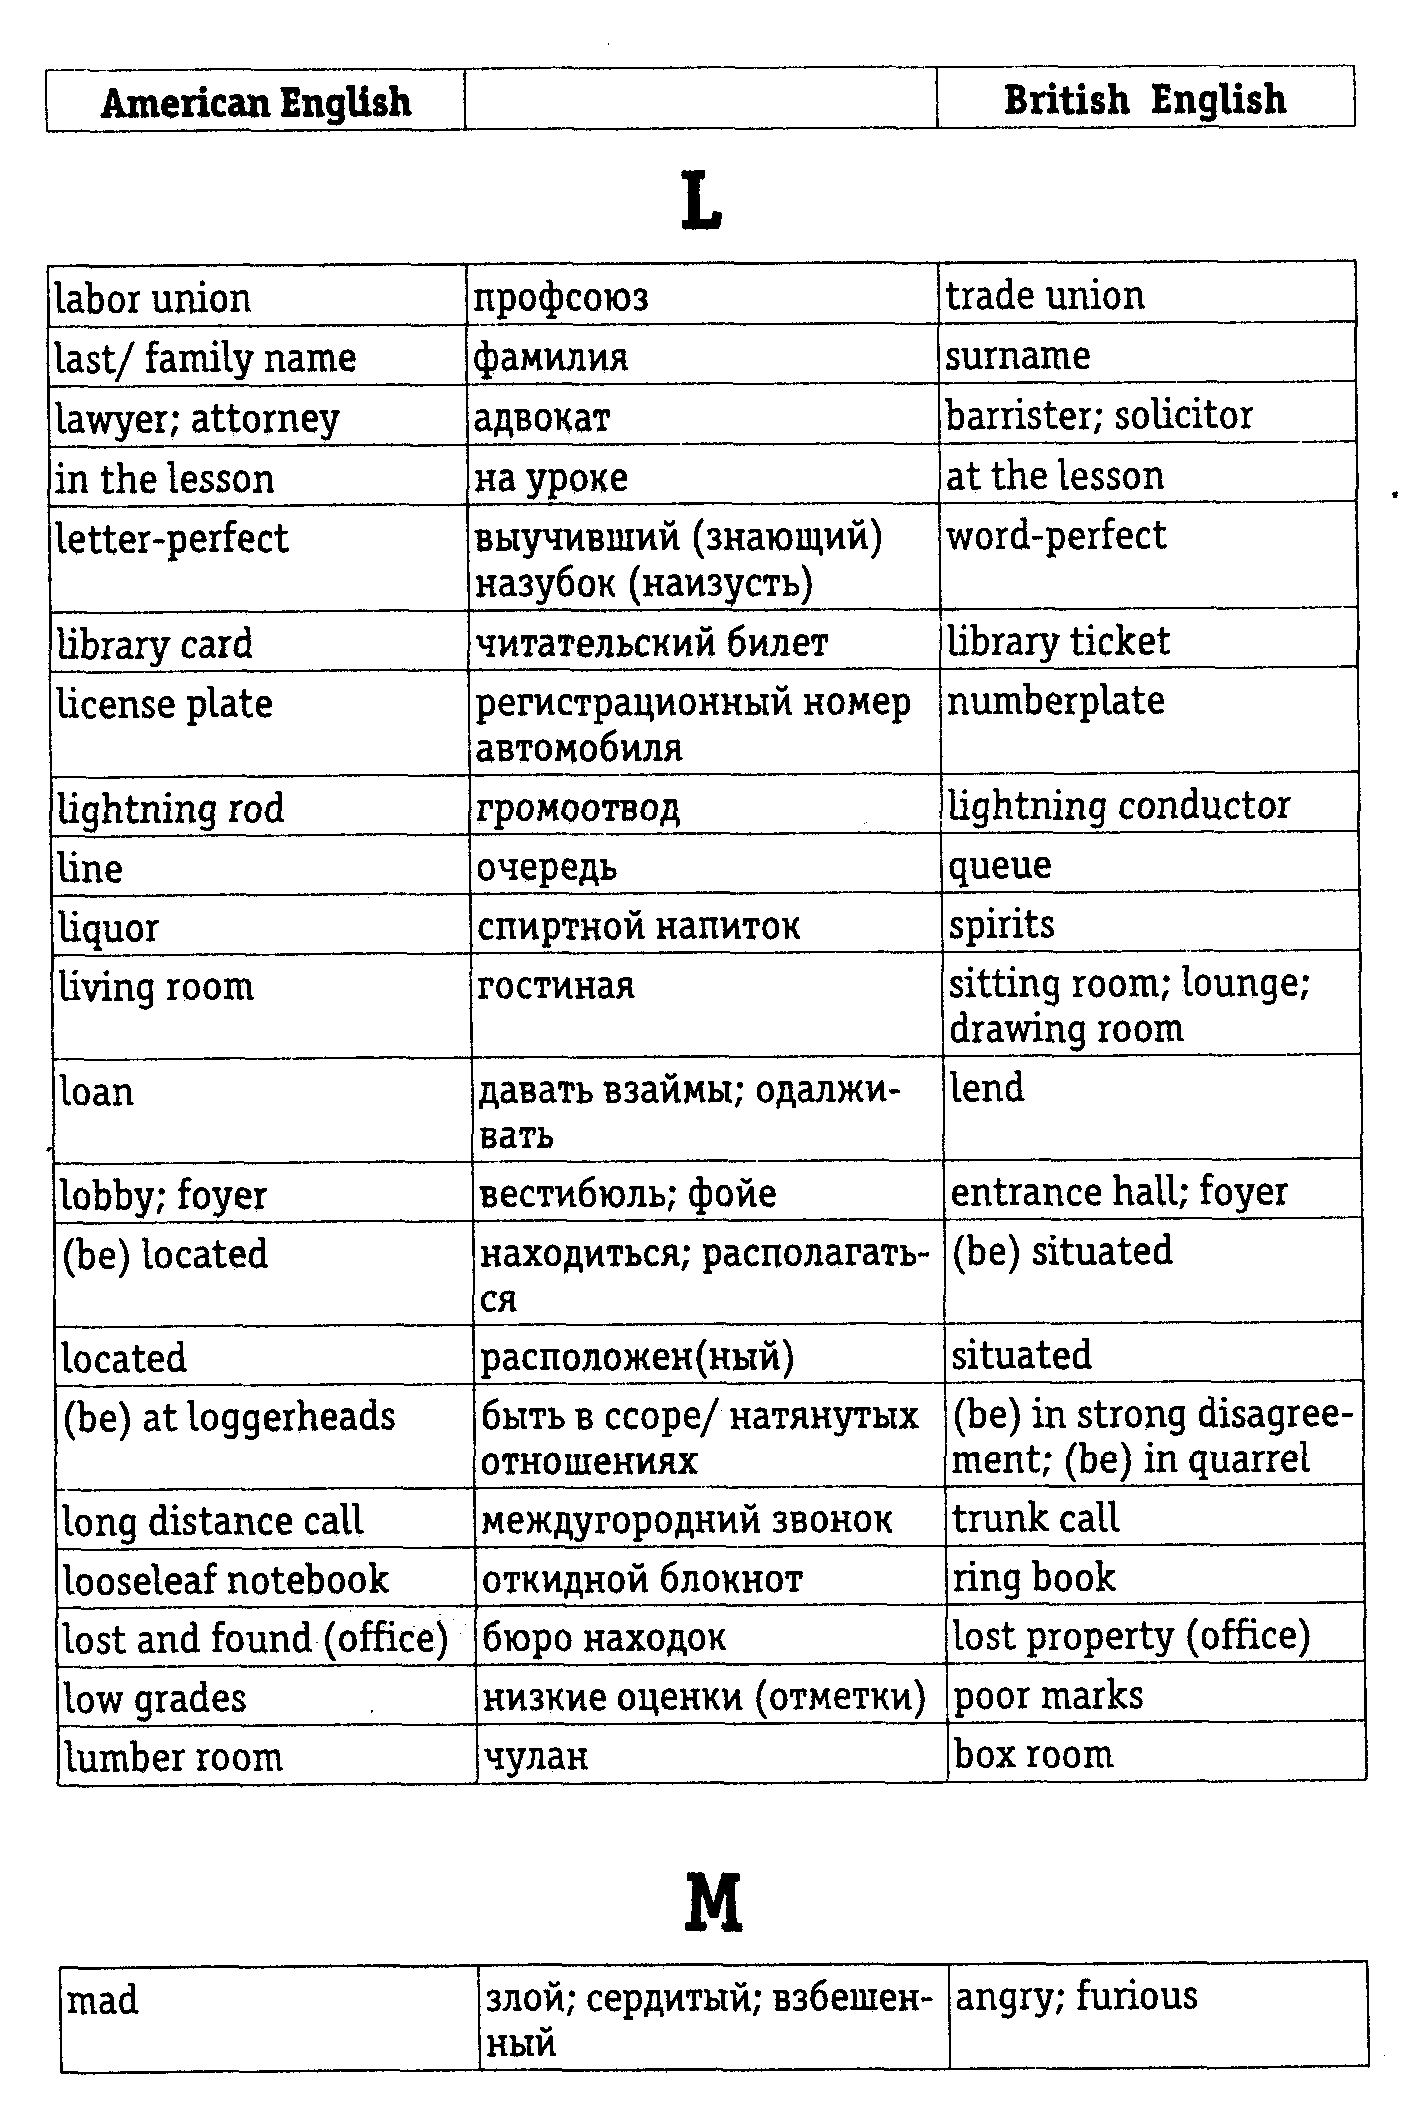 American English British English
L
labor union профсоюз trade union
last/ family name фамилия surname
lawyer; attorney адвокат barrister; solicitor
in the lesson на уроке at the lesson
letter-perfect выучивший (знающий) word-perfect
назубок (наизусть)
library card читательский билет library ticket
license plate регистрационный номер numberplate
автомобиля
lightning rod громоотвод lightning conductor
line очередь queue
liquor спиртной напиток spirits
living room гостиная sitting room; lounge;
drawing room
loan давать взаймы; одалжи- lend
вать
lobby; foyer вестибюль; фойе entrance hall; foyer
(be) located находиться; располагать- (be) situated
ся
located расположен(ный) situated
(be) at loggerheads быть в ссоре/ натянутых (be) in strong disagree-
отношениях ment; (be) in quarrel
long distance call междугородний звонок trunk call
looseleaf notebook откидной блокнот ring book
lost and found (office) бюро находок lost property (office)
low grades низкие оценки (отметки) poor marks
lumber room чулан box room
M
mad злой; сердитый; взбешен- angry; furious
ный